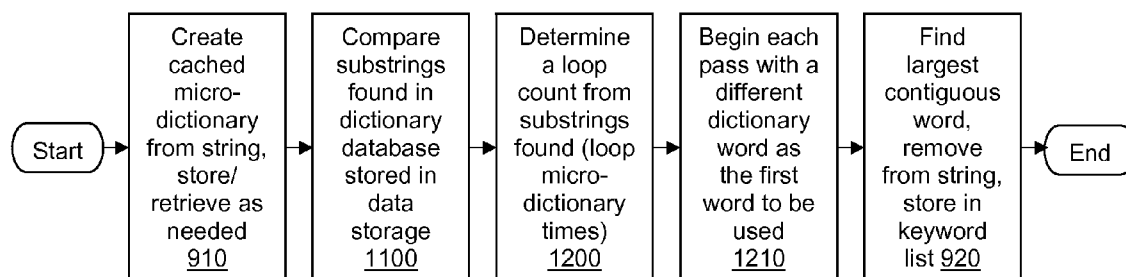 Start
Create
cached
micro-
dictionary
from string,
store/
retrieve as
needed
910
Compare
substrings
found in
dictionary
database
stored in
data
storage
1100
Determine
a loop
count from
substrings
found (loop
micro-
dictionary
times)
1200
Begin each
pass with a
different
dictionary
word as
the first
word to be
used
1210
Find
largest
contiguous
word,
remove
from string,
store in
keyword
list 920
End